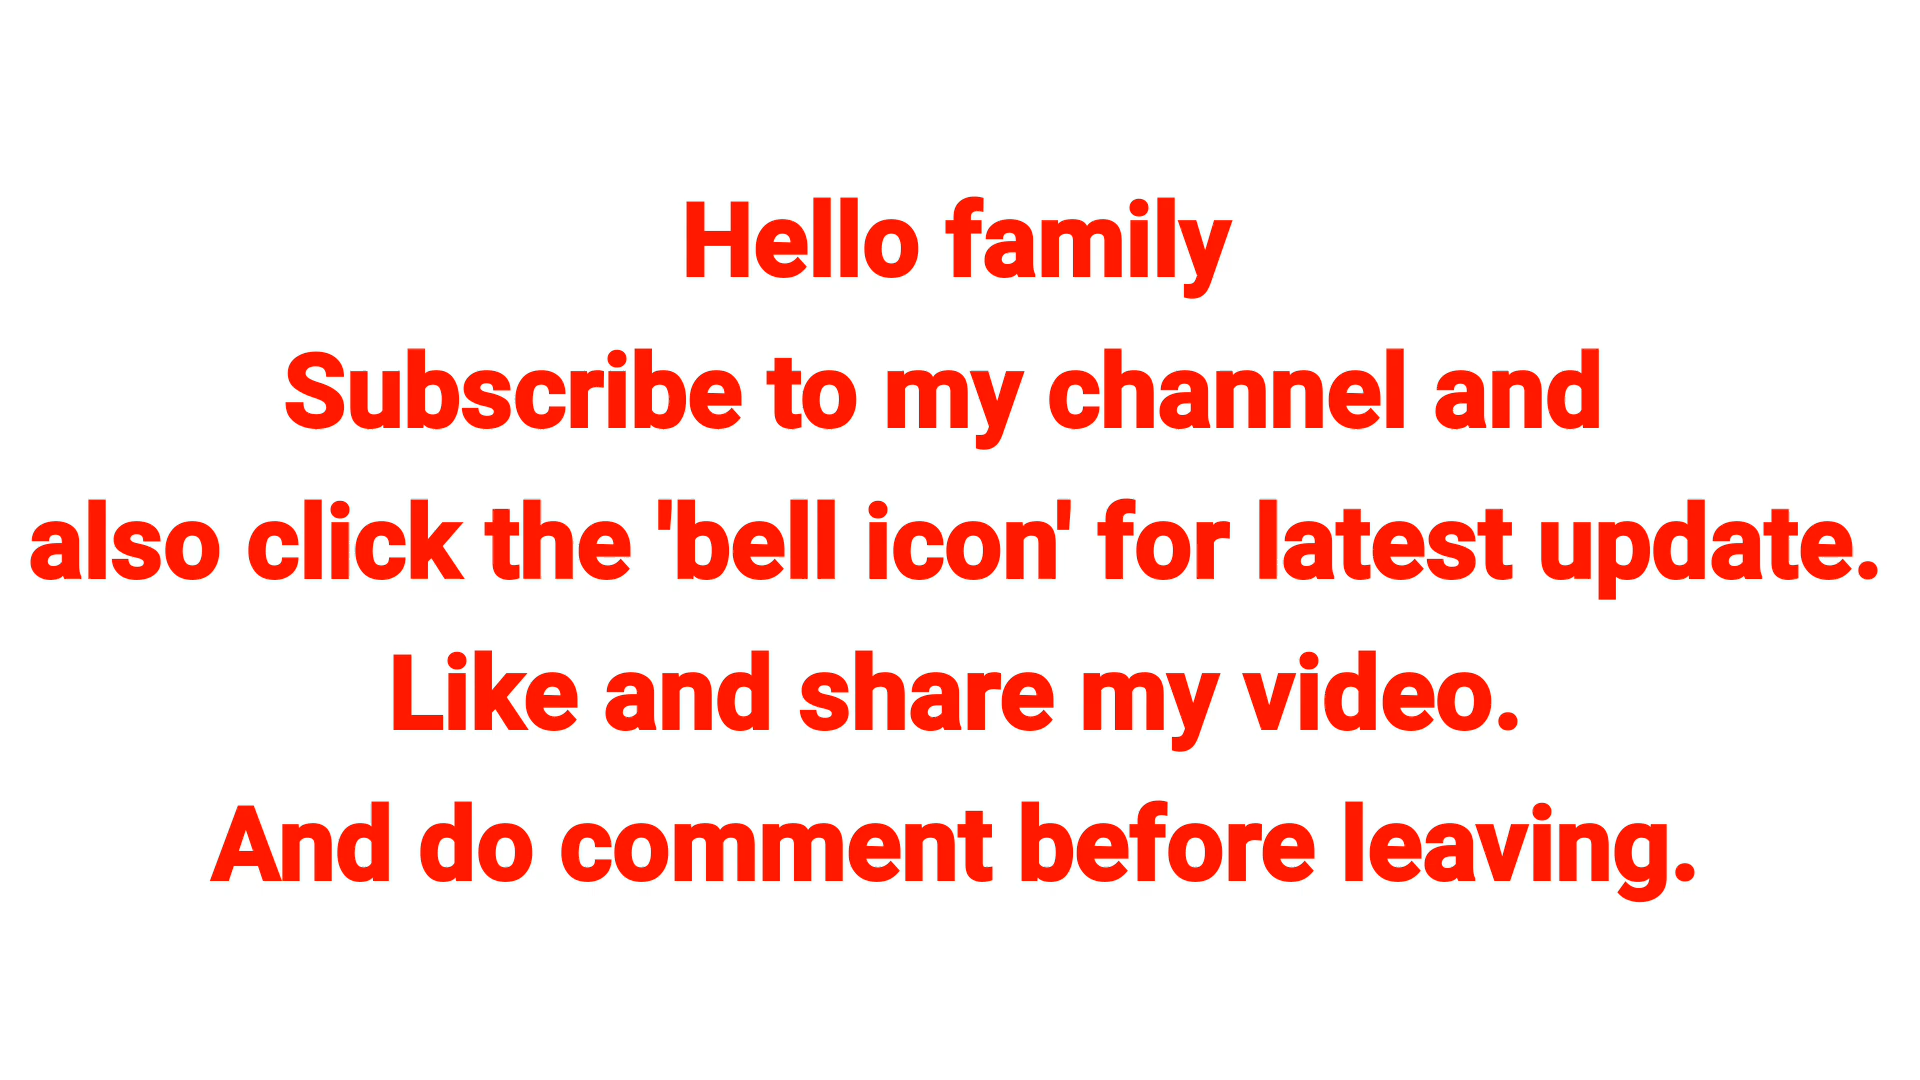 Hello family
Subscribe to my channel and
also click the 'bell icon' for latest update.
Like and share my video.
And do comment before leaving.